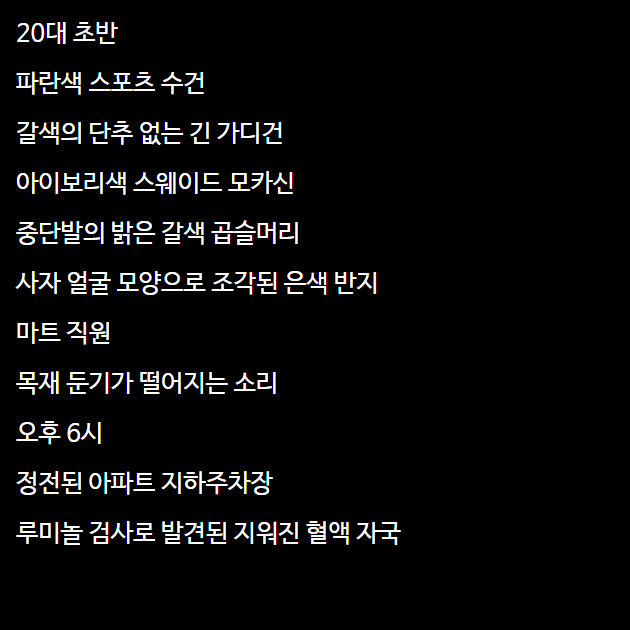 20대 초반
파란색 스포츠 수건
갈색의 단추 없는 긴 가디건
아이보리색 스웨이드 모카신
중단발의 밝은 갈색 곱슬머리
사자 얼굴 모양으로 조각된 은색 반지
마트 직원
목재 둔기가 떨어지는 소리
오후 6시
정전된 아파트 지하주차장
루미놀 검사로 발견된 지워진 혈액 자국